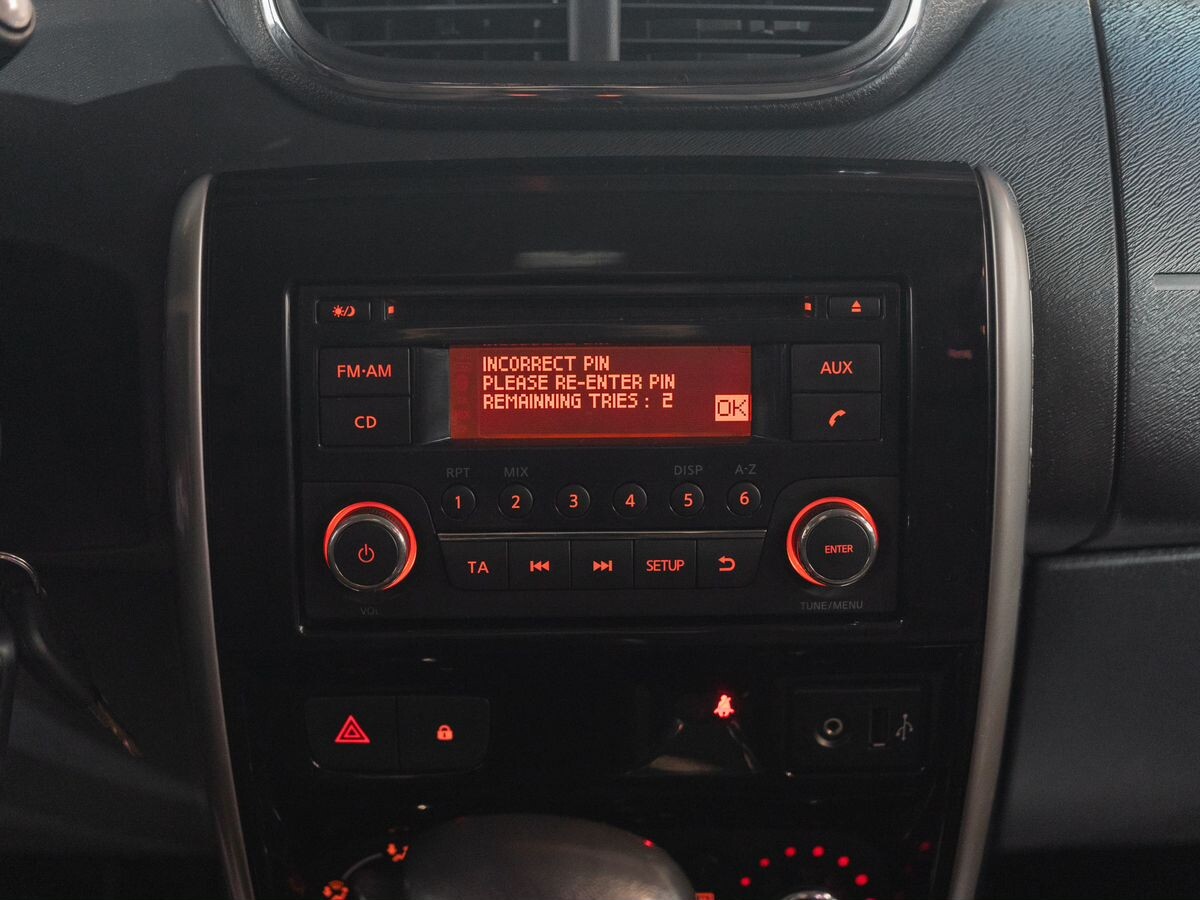 FM·AM
CD
INCORRECT PIN
PLEASE RE-ENTER PIN
REMAINNING TRIES : 2
OK
AUX
RPT MIX DISP A-Z
1 2 3 4 5 6
TA SETUP
ENTER
VOL
TUNE/MENU